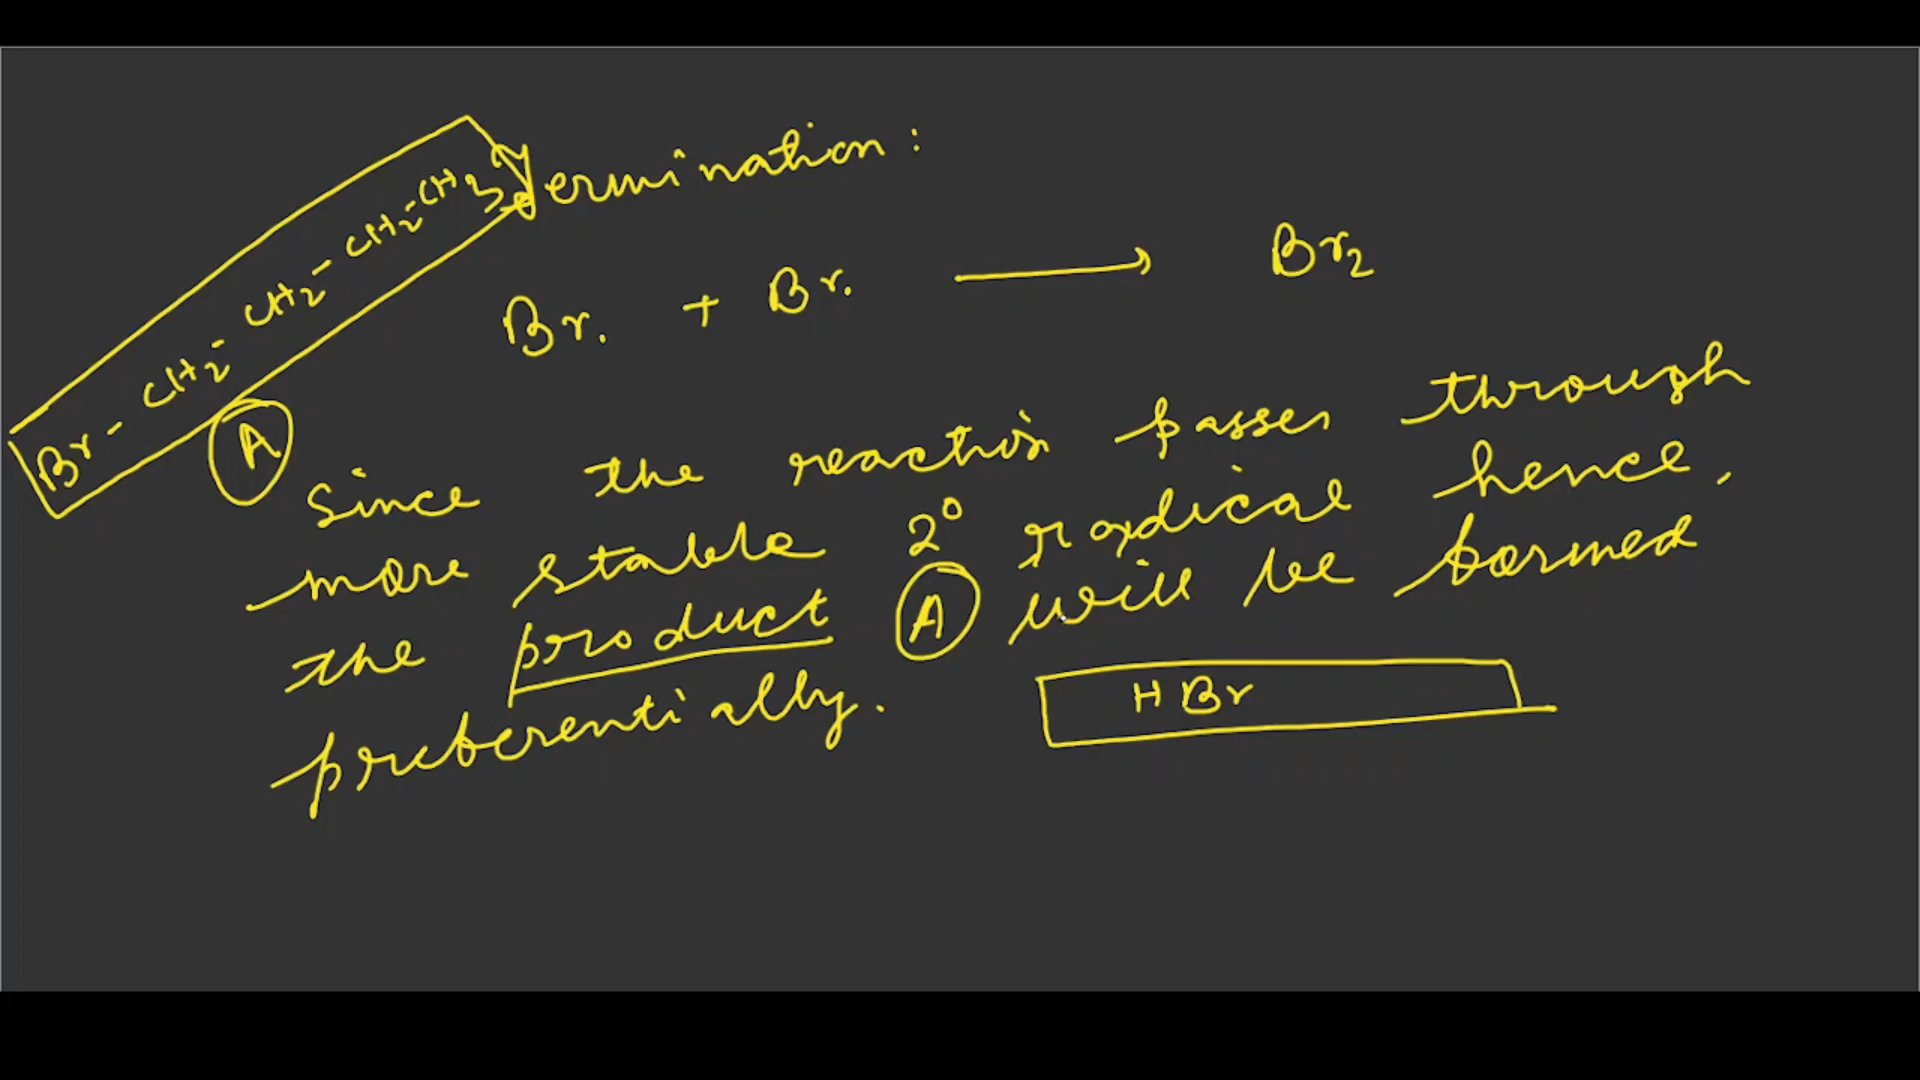 Termination:
Br. + Br. ⟶ Br₂
Br-CH₂-CH₂-CH₂-CH₃
A
Since the reaction passes through
more stable 2° radical hence,
the product A will be formed
preferentially.
HBr